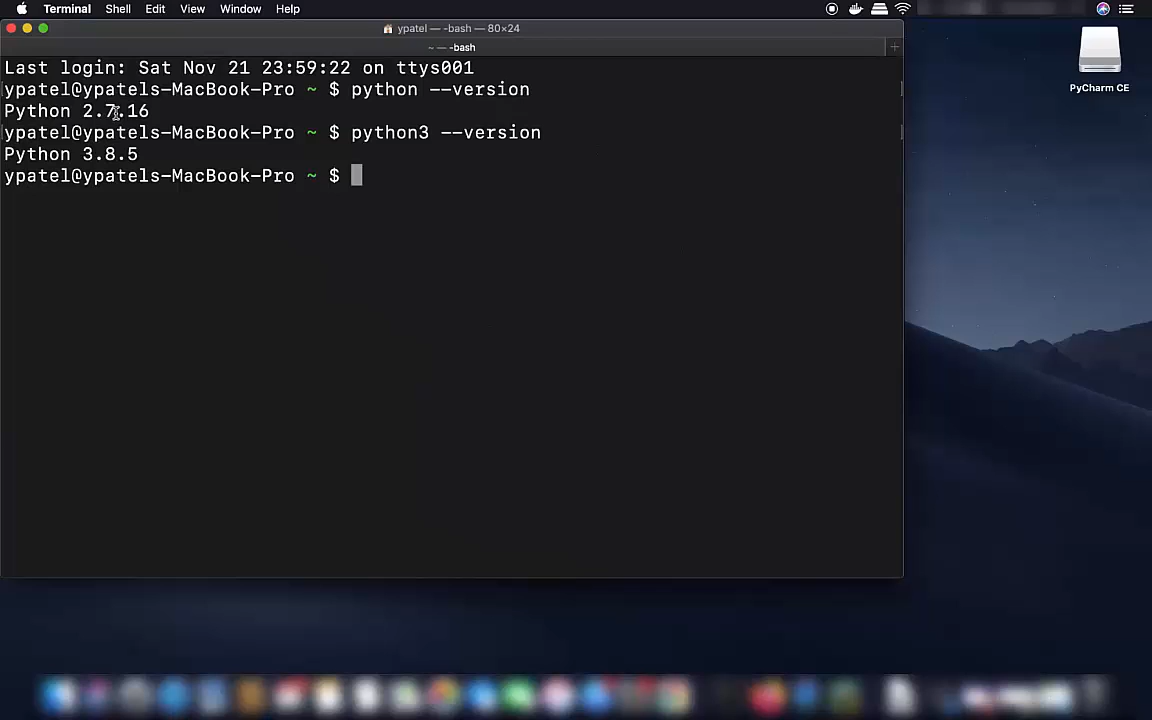 Terminal Shell Edit View Window Help
ypatel — -bash — 80×24
~ — -bash
Last login: Sat Nov 21 23:59:22 on ttys001
ypatel@ypatels-MacBook-Pro ~ $ python --version
Python 2.7.16
ypatel@ypatels-MacBook-Pro ~ $ python3 --version
Python 3.8.5
ypatel@ypatels-MacBook-Pro ~ $
PyCharm CE